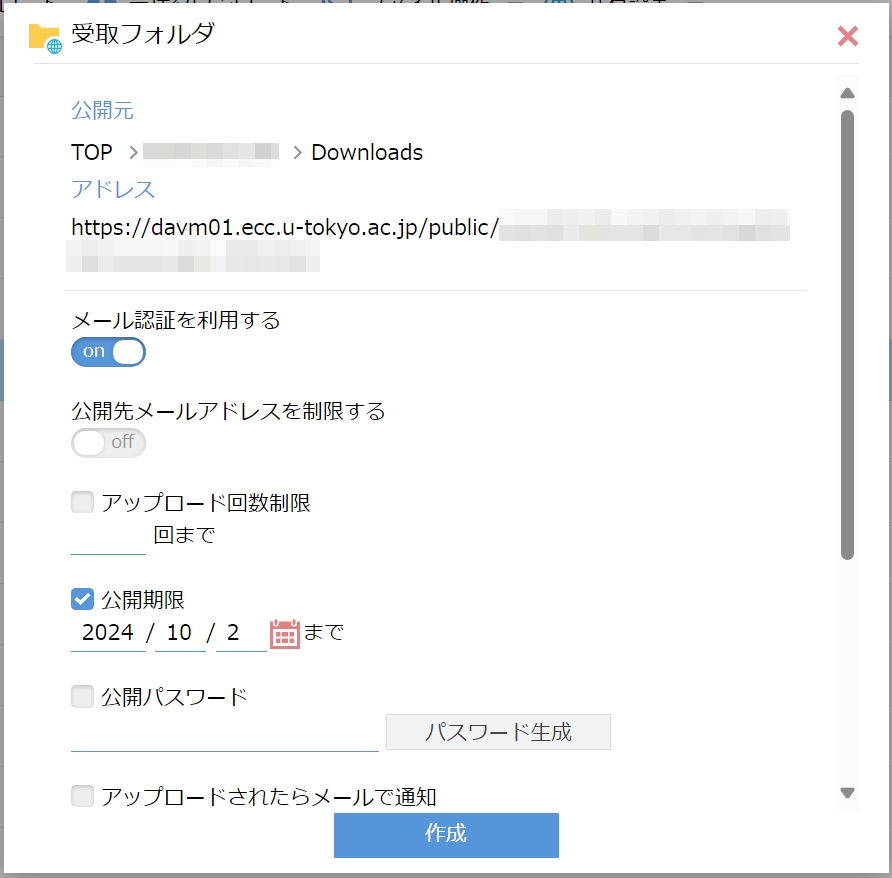 受取フォルダ
公開元
TOP > > Downloads
アドレス
https://davm01.ecc.u-tokyo.ac.jp/public/
メール認証を利用する
on
公開先メールアドレスを制限する
off
アップロード回数制限
回まで
公開期限
2024 / 10 / 2 まで
公開パスワード
パスワード生成
アップロードされたらメールで通知
作成